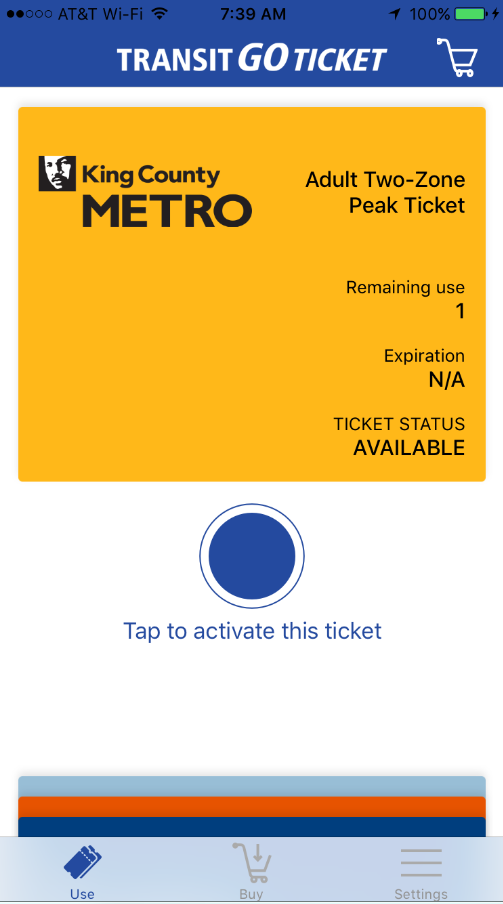 AT&T Wi-Fi 7:39 AM 100%
TRANSIT GO TICKET
King County
METRO
Adult Two-Zone
Peak Ticket
Remaining use
1
Expiration
N/A
TICKET STATUS
AVAILABLE
Tap to activate this ticket
Use Buy Settings